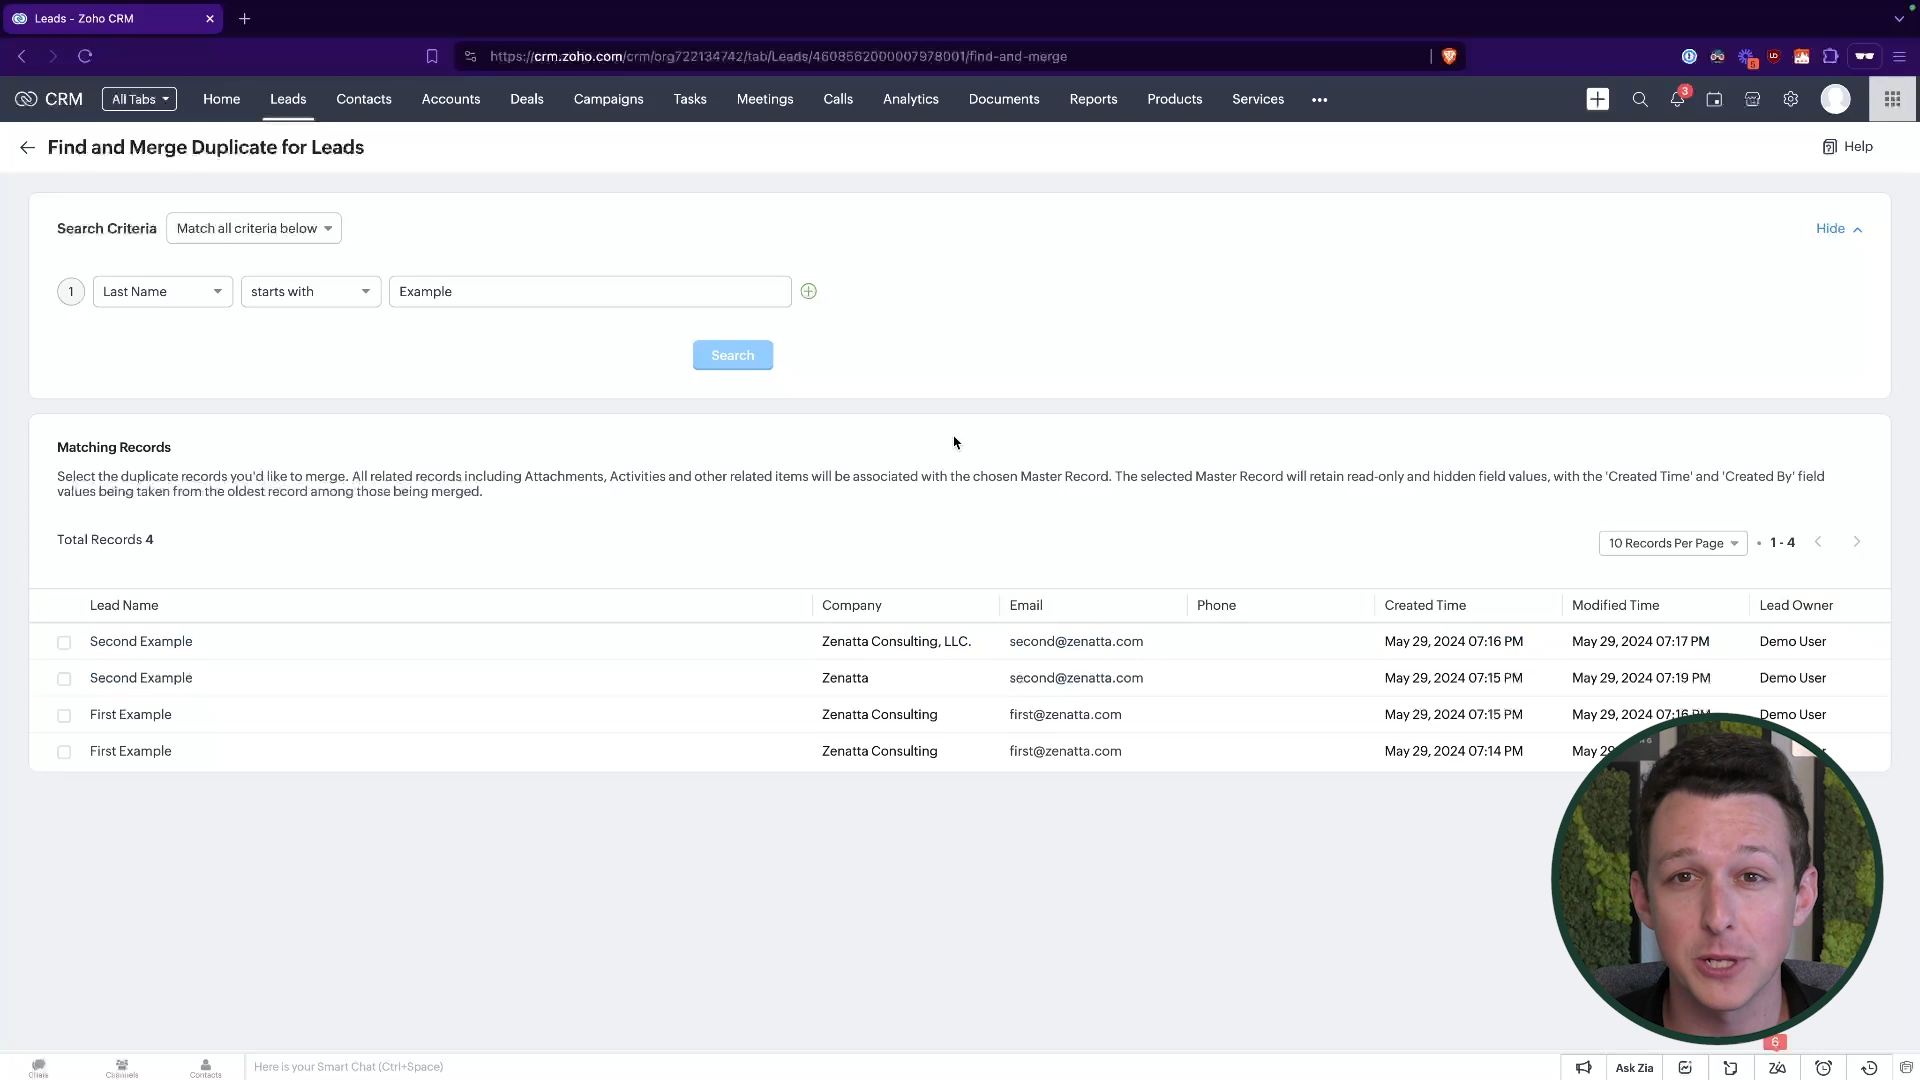 Leads - Zoho CRM
https://crm.zoho.com/crm/org722134742/tab/Leads/4608562000007978001/find-and-merge
CRM All Tabs Home Leads Contacts Accounts Deals Campaigns Tasks Meetings Calls Analytics Documents Reports Products Services 3
Find and Merge Duplicate for Leads Help
Search Criteria Match all criteria below Hide
1 Last Name starts with Example
Search
Matching Records
Select the duplicate records you'd like to merge. All related records including Attachments, Activities and other related items will be associated with the chosen Master Record. The selected Master Record will retain read-only and hidden field values, with the 'Created Time' and 'Created By' field
values being taken from the oldest record among those being merged.
Total Records 4 10 Records Per Page • 1 - 4
Lead Name Company Email Phone Created Time Modified Time Lead Owner
Second Example Zenatta Consulting, LLC. second@zenatta.com May 29, 2024 07:16 PM May 29, 2024 07:17 PM Demo User
Second Example Zenatta second@zenatta.com May 29, 2024 07:15 PM May 29, 2024 07:19 PM Demo User
First Example Zenatta Consulting first@zenatta.com May 29, 2024 07:15 PM May 29, 2024 07:16 PM Demo User
First Example Zenatta Consulting first@zenatta.com May 29, 2024 07:14 PM May 29
6
Chats Channels Contacts Here is your Smart Chat (Ctrl+Space) Ask Zia